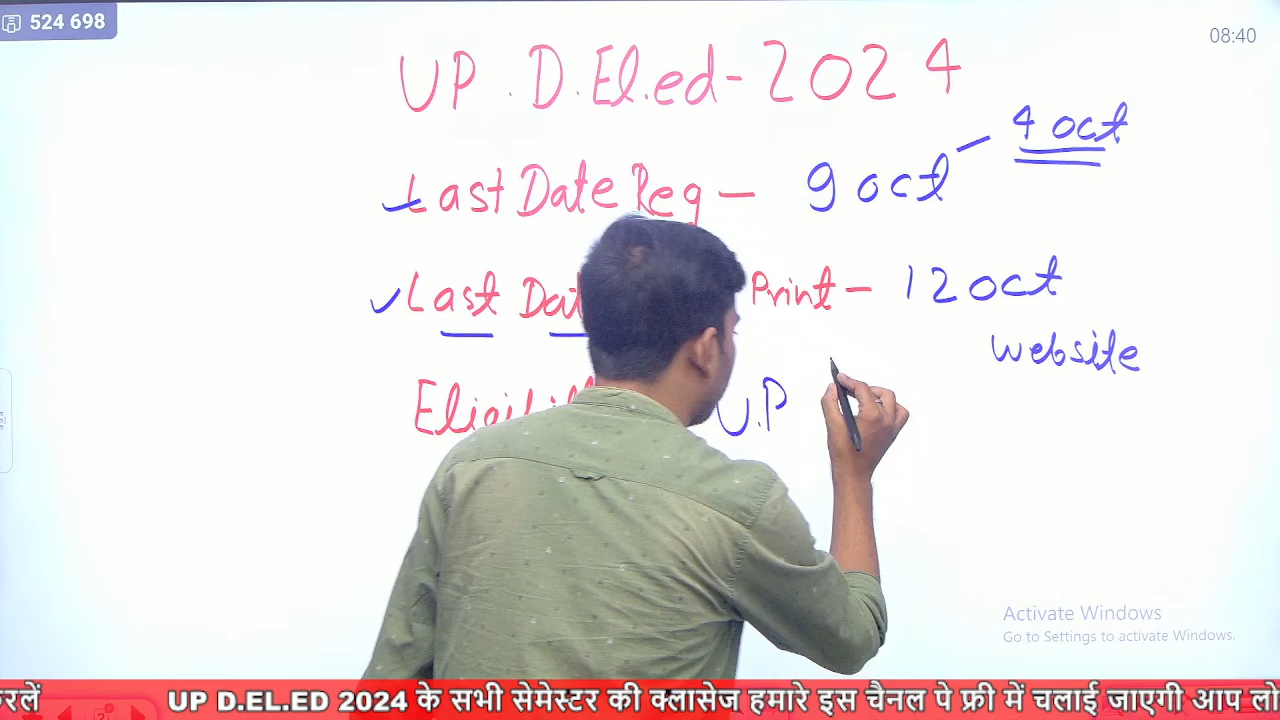 524 698
08:40
UP. D.El.ed-2024
4 oct
Last Date Reg – 9 oct –
Last Print – 12 oct
website
U.P
Activate Windows
Go to Settings to activate Windows.
रलें UP D.EL.ED 2024 के सभी सेमेस्टर की क्लासेज हमारे इस चैनल पे फ्री में चलाई जाएगी आप लो